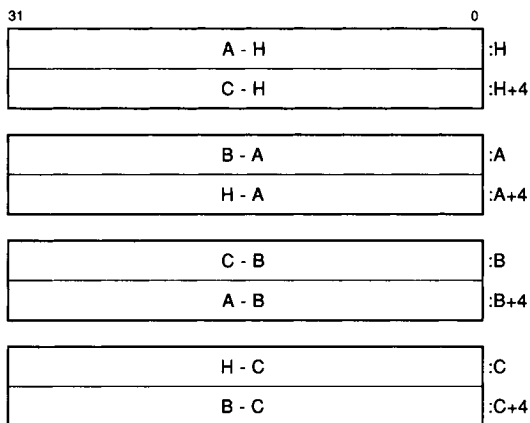 31 0
A - H :H
C - H :H+4
B - A :A
H - A :A+4
C - B :B
A - B :B+4
H - C :C
B - C :C+4